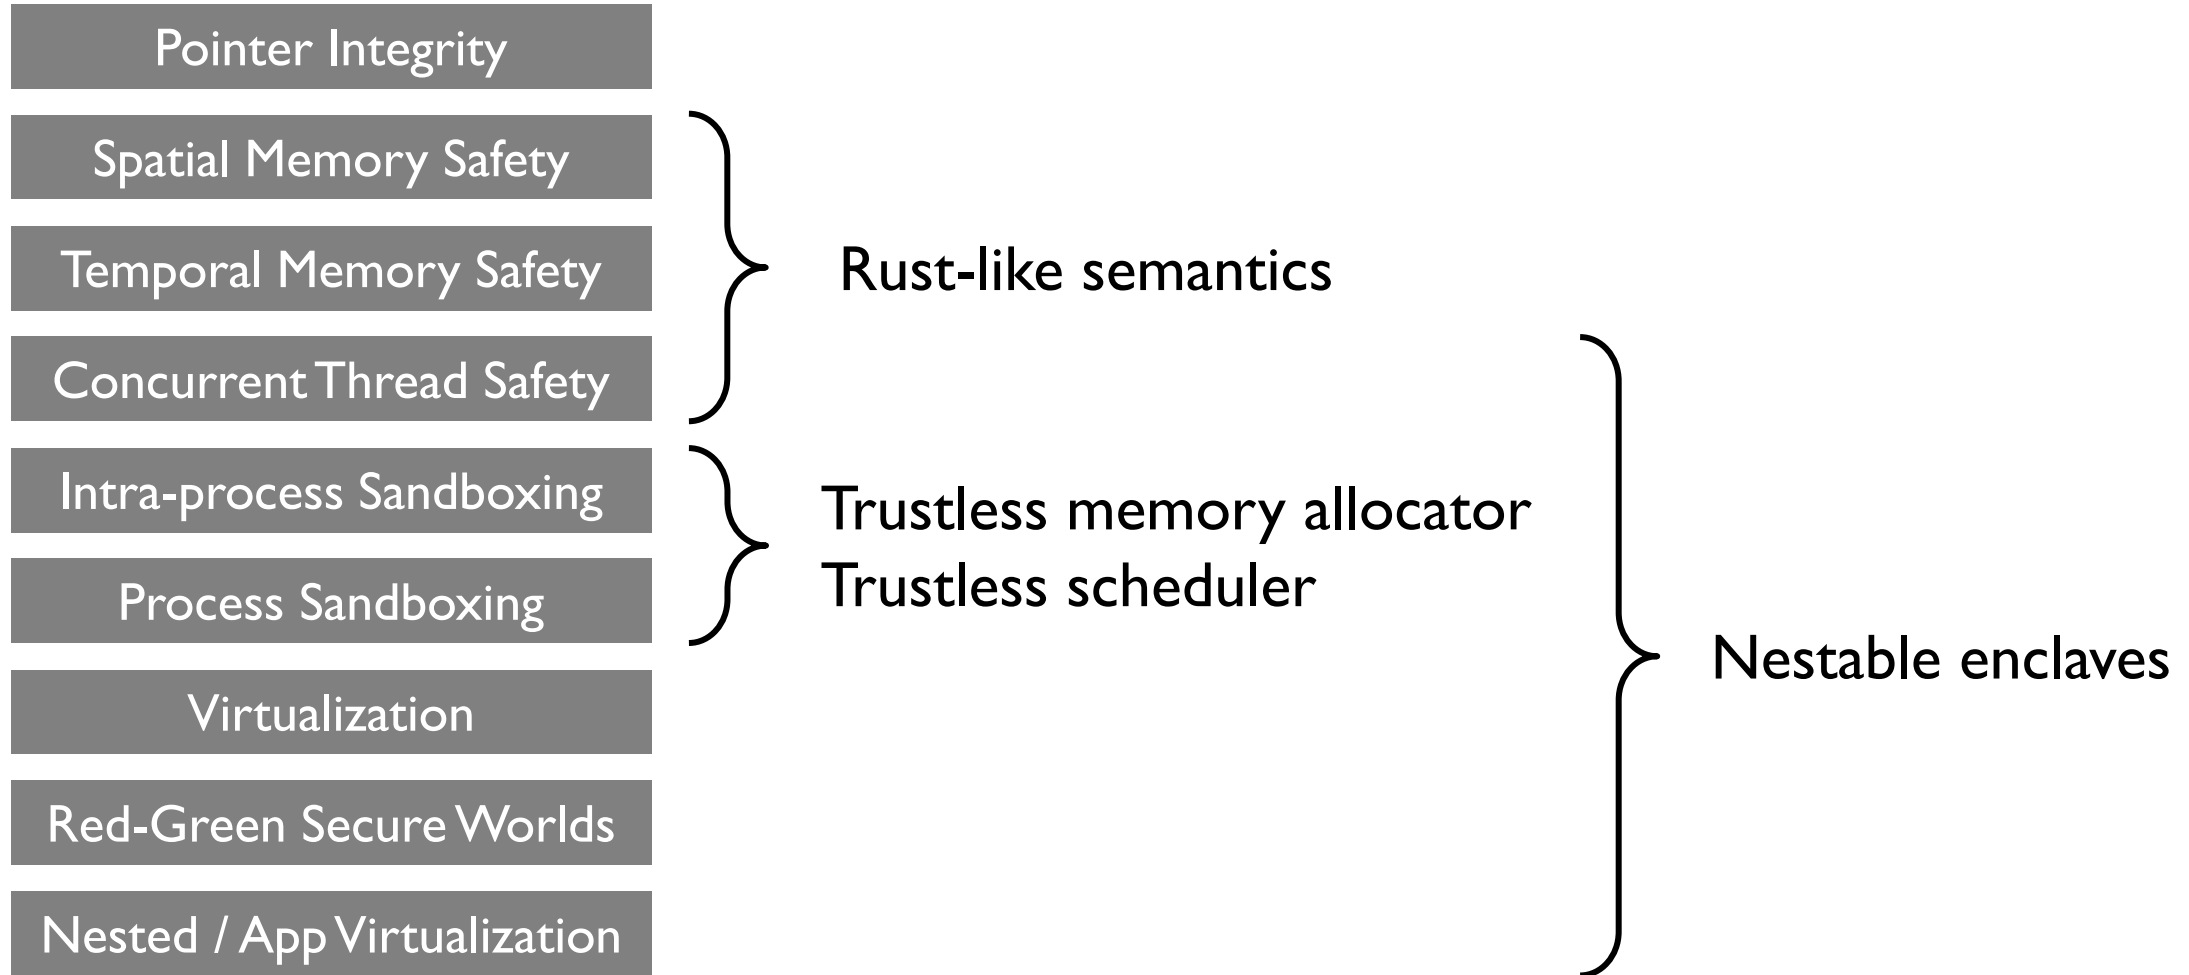 Pointer Integrity
Spatial Memory Safety
Temporal Memory Safety
Concurrent Thread Safety
Intra-process Sandboxing
Process Sandboxing
Virtualization
Red-Green Secure Worlds
Nested / App Virtualization
Rust-like semantics
Trustless memory allocator
Trustless scheduler
Nestable enclaves